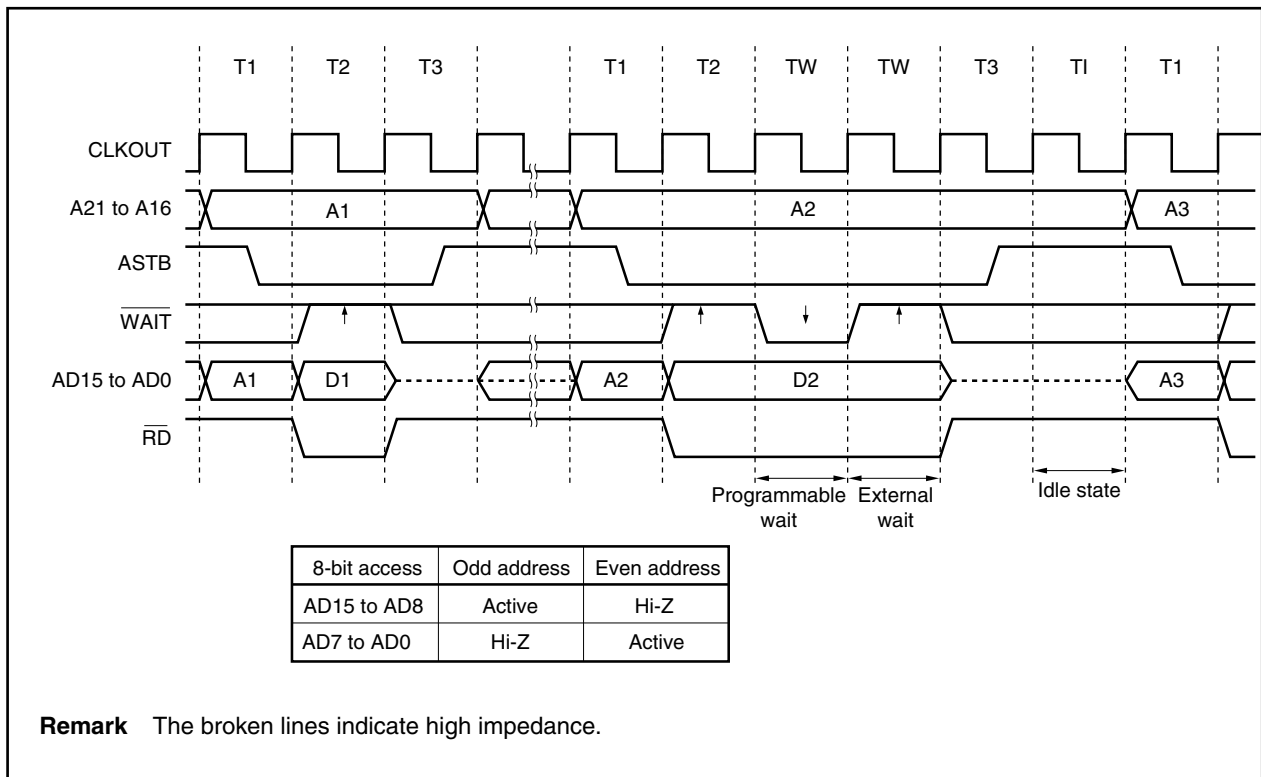 T1 T2 T3 T1 T2 TW TW T3 TI T1
CLKOUT
A21 to A16 A1 A2 A3
ASTB
WAIT
AD15 to AD0 A1 D1 A2 D2 A3
RD
Programmable wait
External wait
Idle state
8-bit access Odd address Even address
AD15 to AD8 Active Hi-Z
AD7 to AD0 Hi-Z Active
Remark The broken lines indicate high impedance.